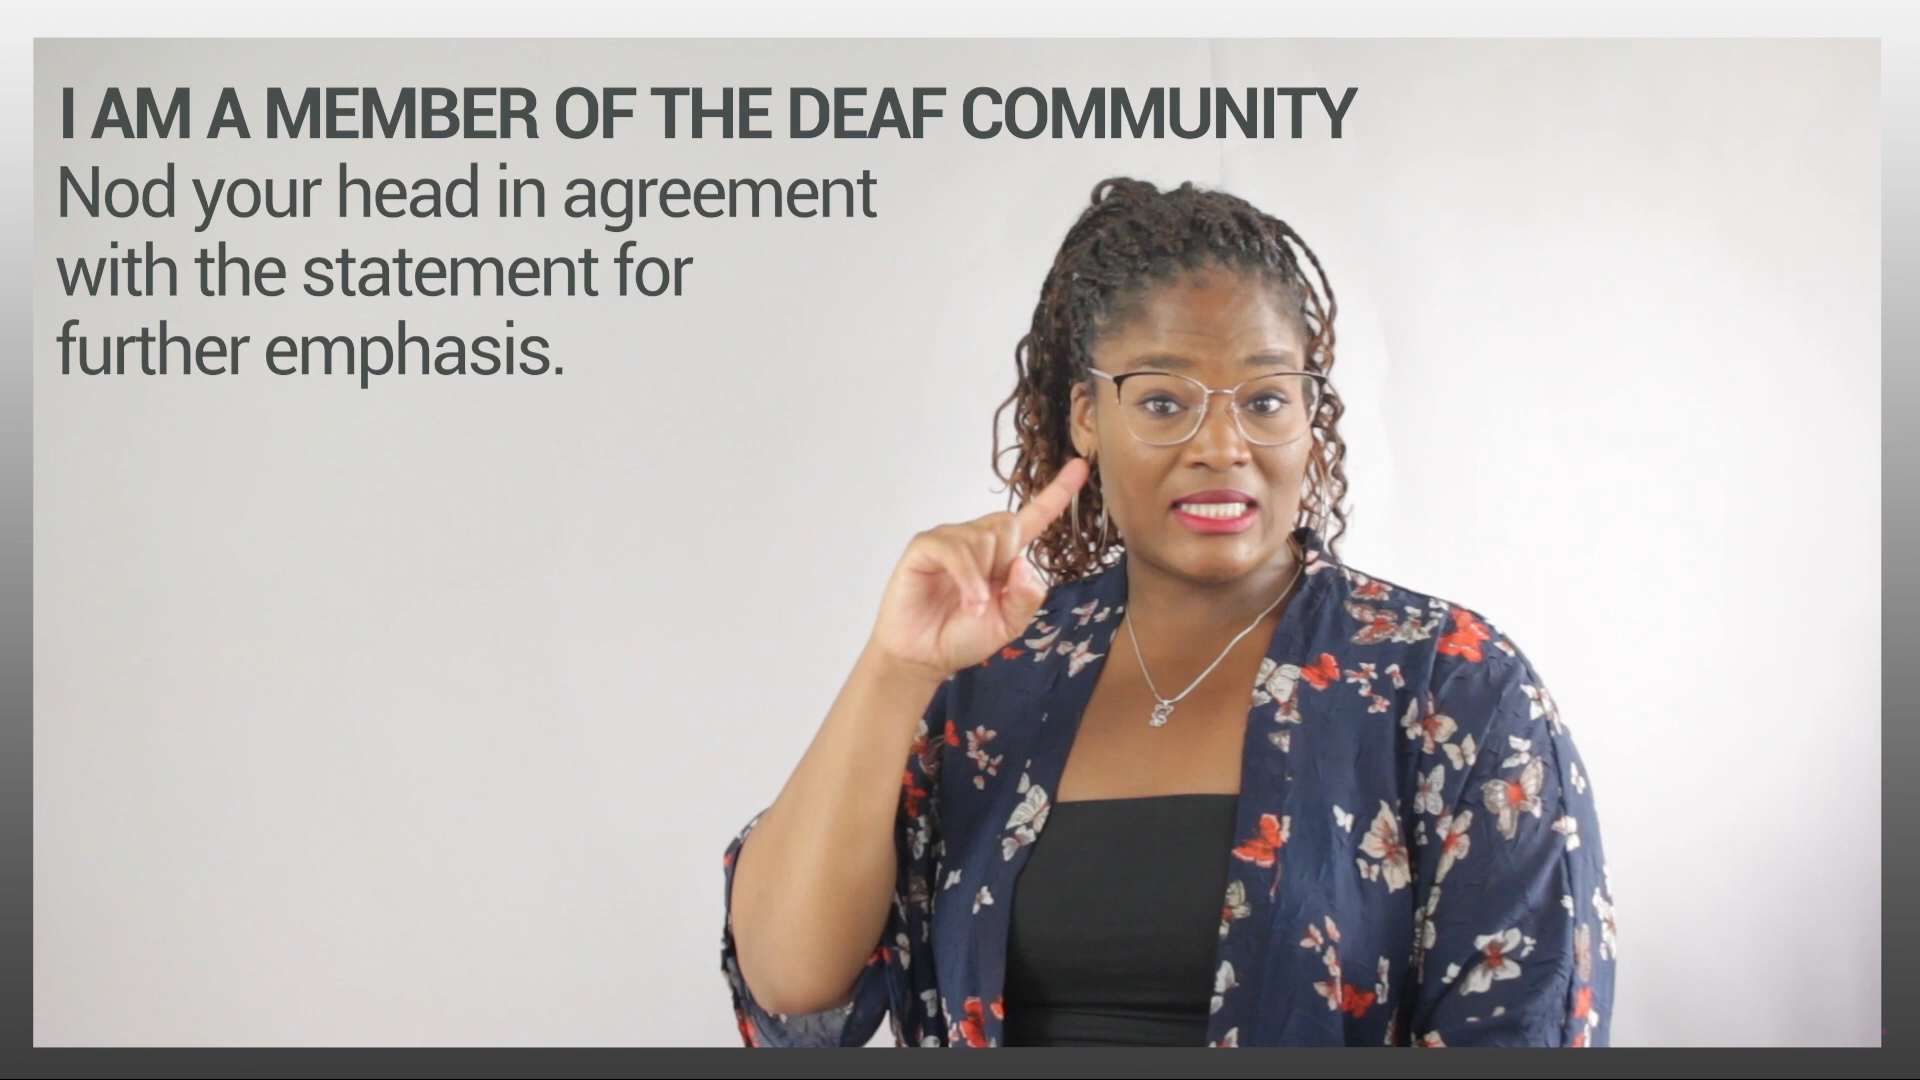 I AM A MEMBER OF THE DEAF COMMUNITY
Nod your head in agreement
with the statement for
further emphasis.